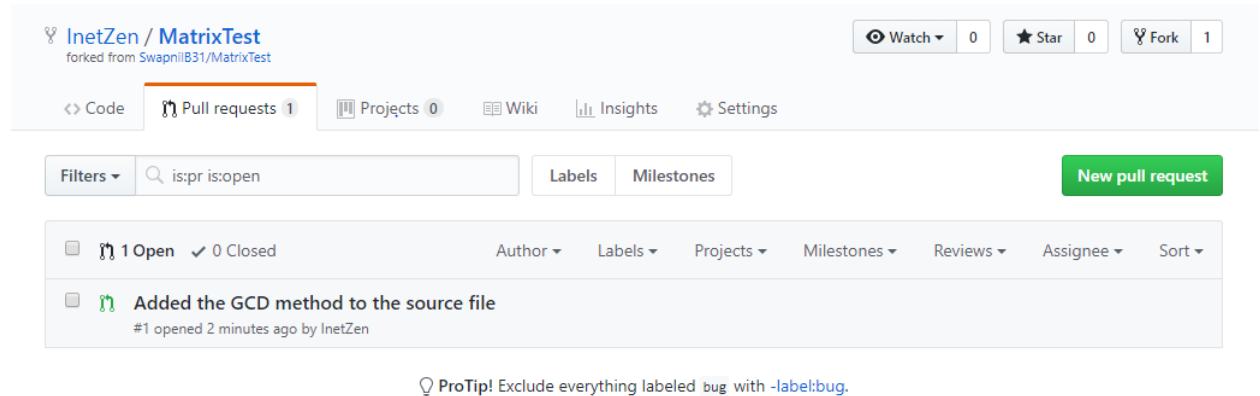 InetZen / MatrixTest
forked from SwapnilB31/MatrixTest
Watch 0 Star 0 Fork 1
Code Pull requests 1 Projects 0 Wiki Insights Settings
Filters is:pr is:open Labels Milestones New pull request
1 Open 0 Closed Author Labels Projects Milestones Reviews Assignee Sort
Added the GCD method to the source file
#1 opened 2 minutes ago by InetZen
ProTip! Exclude everything labeled bug with -label:bug.